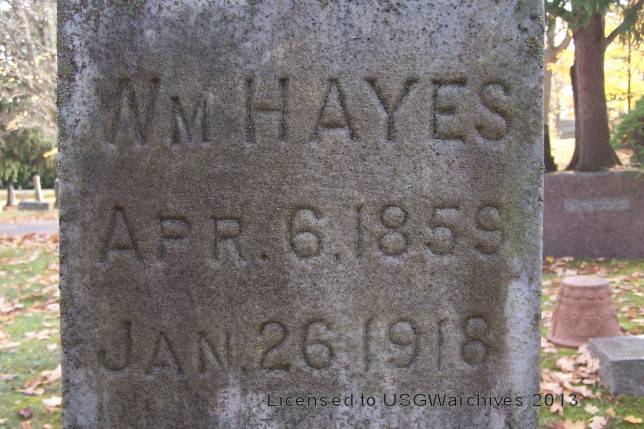 Wm HAYES
APR. 6, 1859
JAN. 26 1918
Licensed to USGWarchives 2013